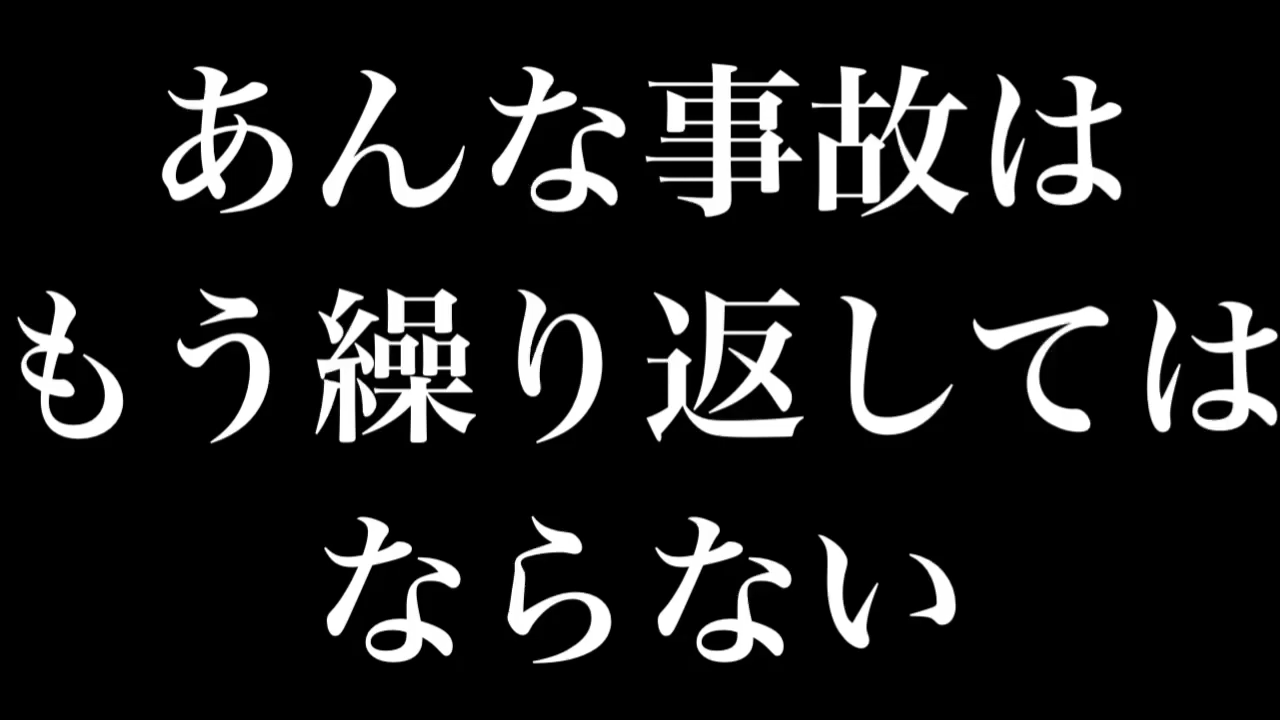 あんな事故は
もう繰り返しては
ならない